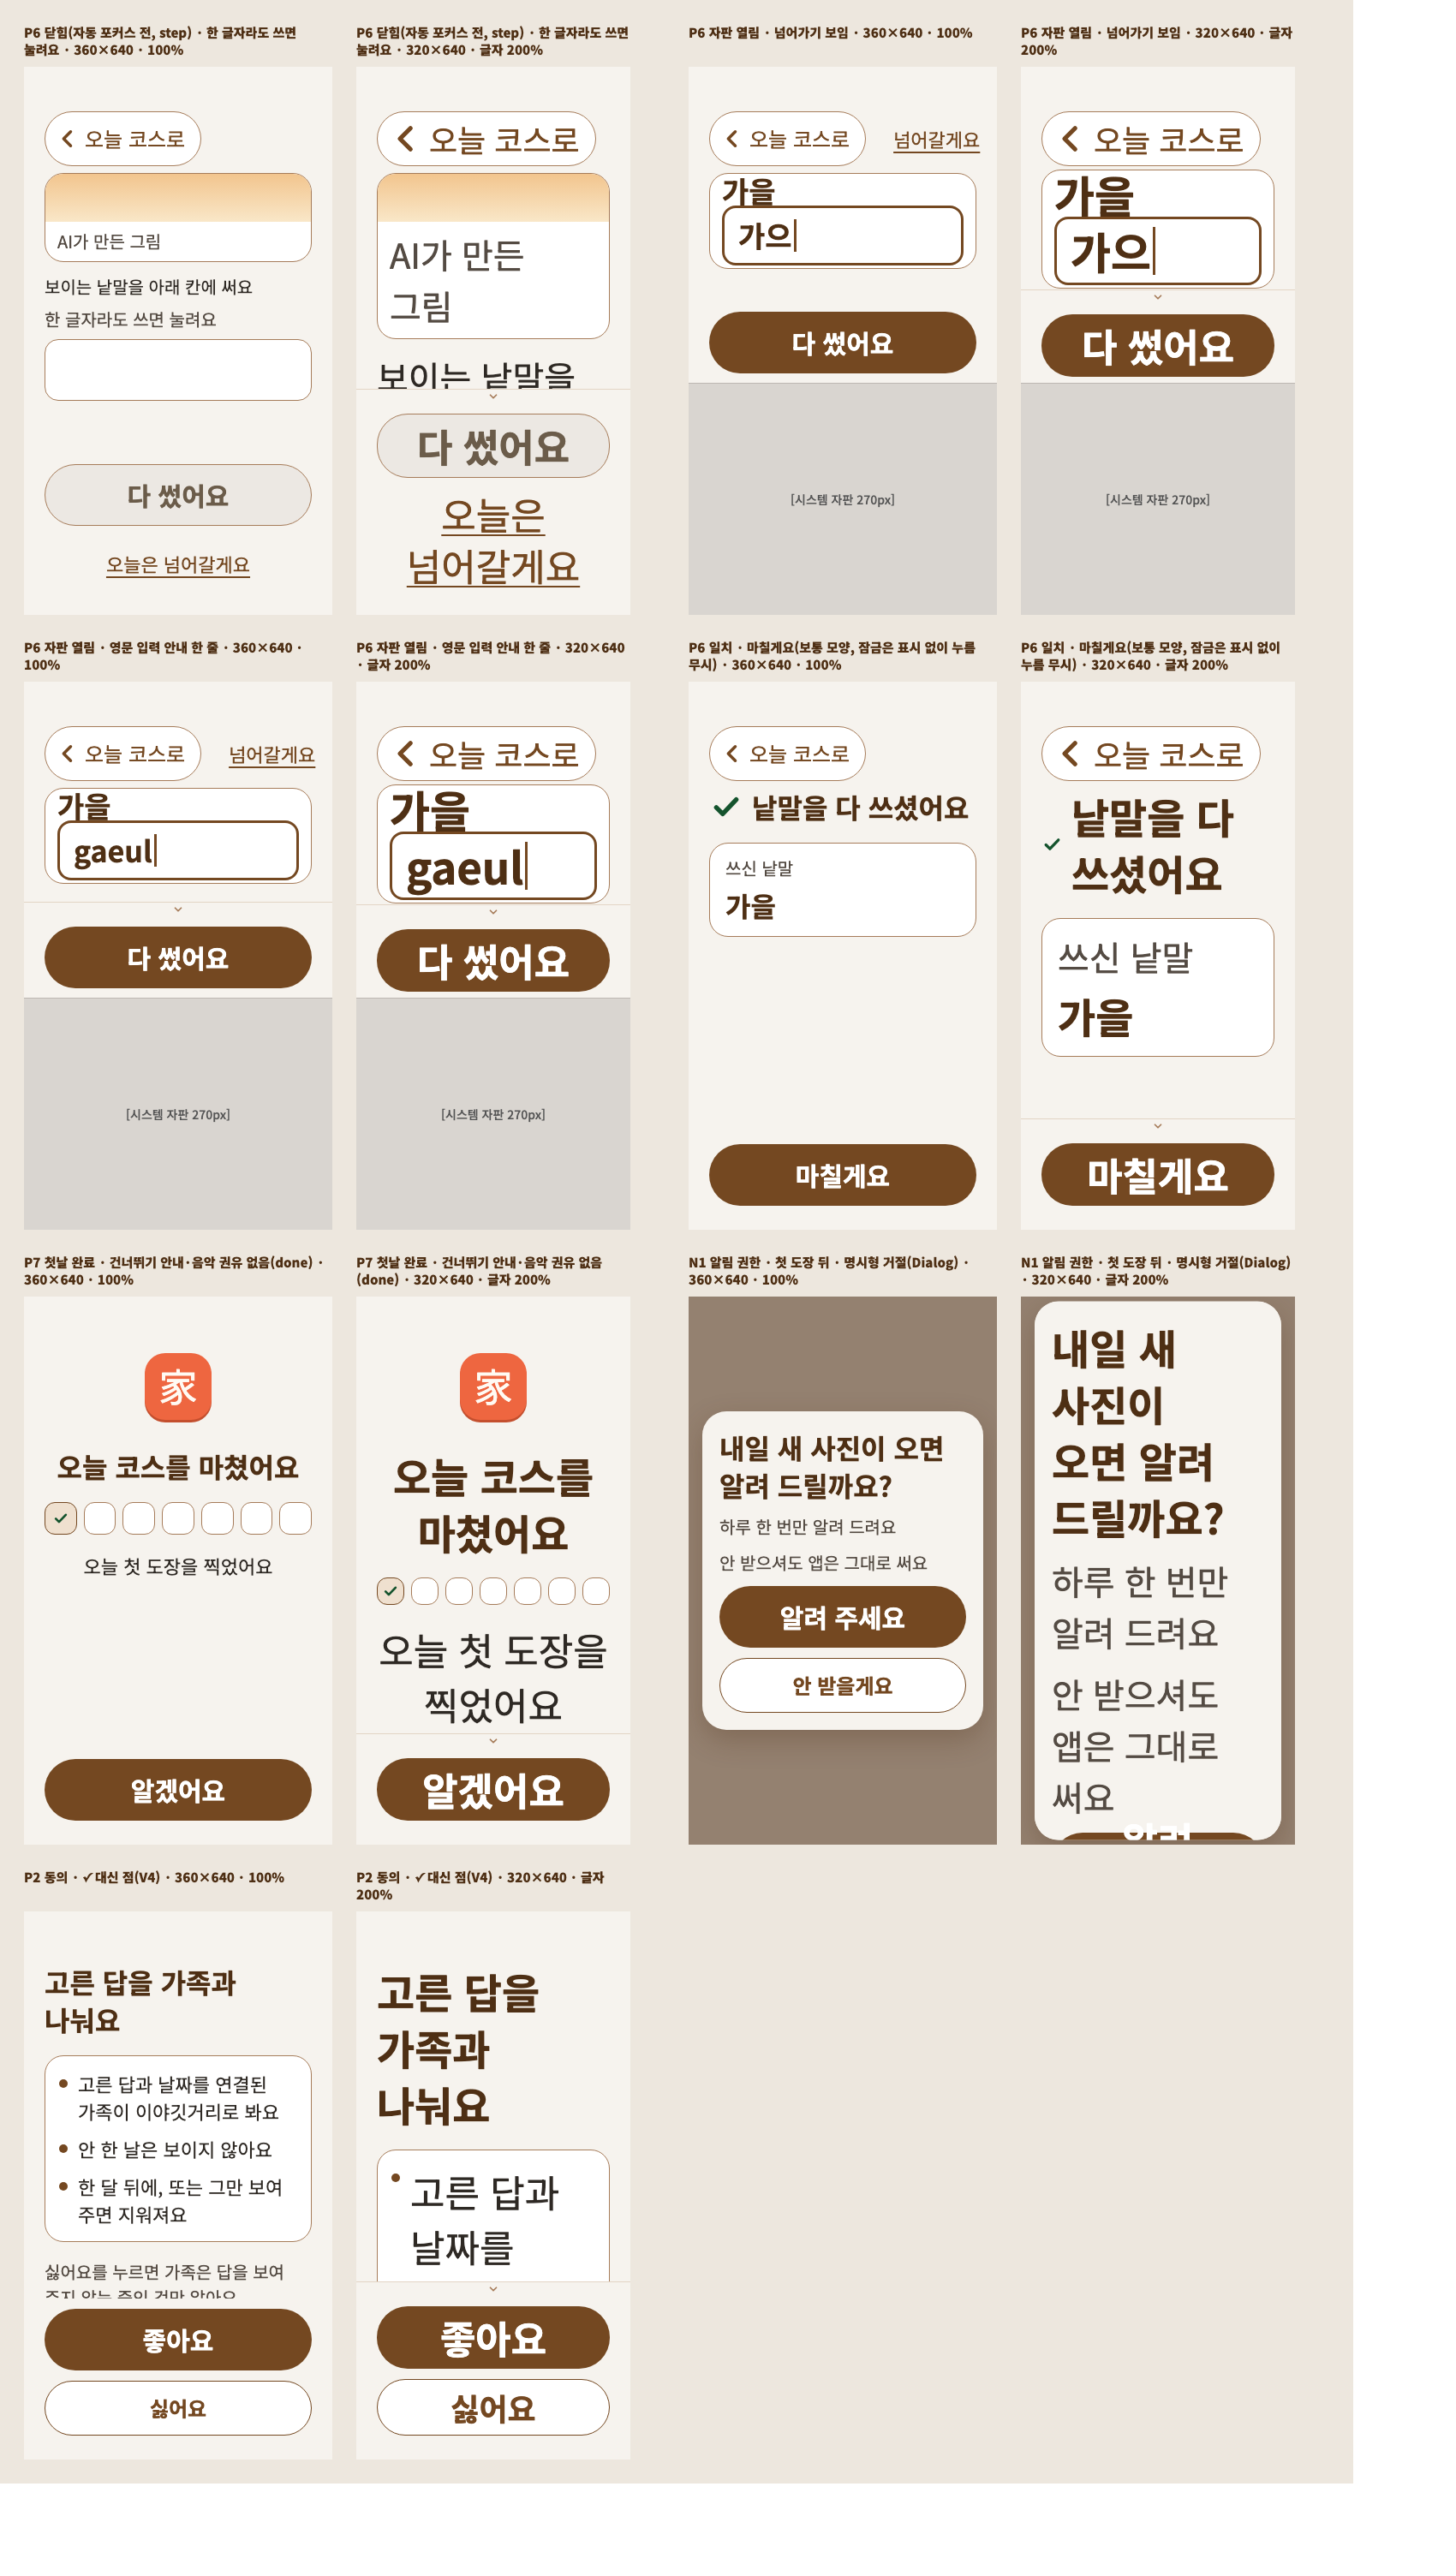 P6 닫힘(자동 포커스 전, step) · 한 글자라도 쓰면
눌려요 · 360×640 · 100%
오늘 코스로
AI가 만든 그림
보이는 낱말을 아래 칸에 써요
한 글자라도 쓰면 눌려요
다 썼어요
오늘은 넘어갈게요
P6 닫힘(자동 포커스 전, step) · 한 글자라도 쓰면
눌려요 · 320×640 · 글자 200%
오늘 코스로
AI가 만든
그림
보이는 낱말을
다 썼어요
오늘은
넘어갈게요
P6 자판 열림 · 넘어가기 보임 · 360×640 · 100%
오늘 코스로
넘어갈게요
가을
가으
다 썼어요
[시스템 자판 270px]
P6 자판 열림 · 넘어가기 보임 · 320×640 · 글자
200%
오늘 코스로
가을
가으
다 썼어요
[시스템 자판 270px]
P6 자판 열림 · 영문 입력 안내 한 줄 · 360×640 ·
100%
오늘 코스로
넘어갈게요
가을
gaeul
다 썼어요
[시스템 자판 270px]
P6 자판 열림 · 영문 입력 안내 한 줄 · 320×640
· 글자 200%
오늘 코스로
가을
gaeul
다 썼어요
[시스템 자판 270px]
P6 일치 · 마칠게요(보통 모양, 잠금은 표시 없이 누름
무시) · 360×640 · 100%
오늘 코스로
낱말을 다 쓰셨어요
쓰신 낱말
가을
마칠게요
P6 일치 · 마칠게요(보통 모양, 잠금은 표시 없이
누름 무시) · 320×640 · 글자 200%
오늘 코스로
낱말을 다
쓰셨어요
쓰신 낱말
가을
마칠게요
P7 첫날 완료 · 건너뛰기 안내·음악 권유 없음(done) ·
360×640 · 100%
家
오늘 코스를 마쳤어요
오늘 첫 도장을 찍었어요
알겠어요
P7 첫날 완료 · 건너뛰기 안내·음악 권유 없음
(done) · 320×640 · 글자 200%
家
오늘 코스를
마쳤어요
오늘 첫 도장을
찍었어요
알겠어요
N1 알림 권한 · 첫 도장 뒤 · 명시형 거절(Dialog) ·
360×640 · 100%
내일 새 사진이 오면
알려 드릴까요?
하루 한 번만 알려 드려요
안 받으셔도 앱은 그대로 써요
알려 주세요
안 받을게요
N1 알림 권한 · 첫 도장 뒤 · 명시형 거절(Dialog)
· 320×640 · 글자 200%
내일 새
사진이
오면 알려
드릴까요?
하루 한 번만
알려 드려요
안 받으셔도
앱은 그대로
써요
알려
P2 동의 · ✓ 대신 점(V4) · 360×640 · 100%
고른 답을 가족과
나눠요
고른 답과 날짜를 연결된
가족이 이야깃거리로 봐요
안 한 날은 보이지 않아요
한 달 뒤에, 또는 그만 보여
주면 지워져요
싫어요를 누르면 가족은 답을 보여
주지 않는 중인 것만 알아요
좋아요
싫어요
P2 동의 · ✓ 대신 점(V4) · 320×640 · 글자
200%
고른 답을
가족과
나눠요
고른 답과
날짜를
좋아요
싫어요